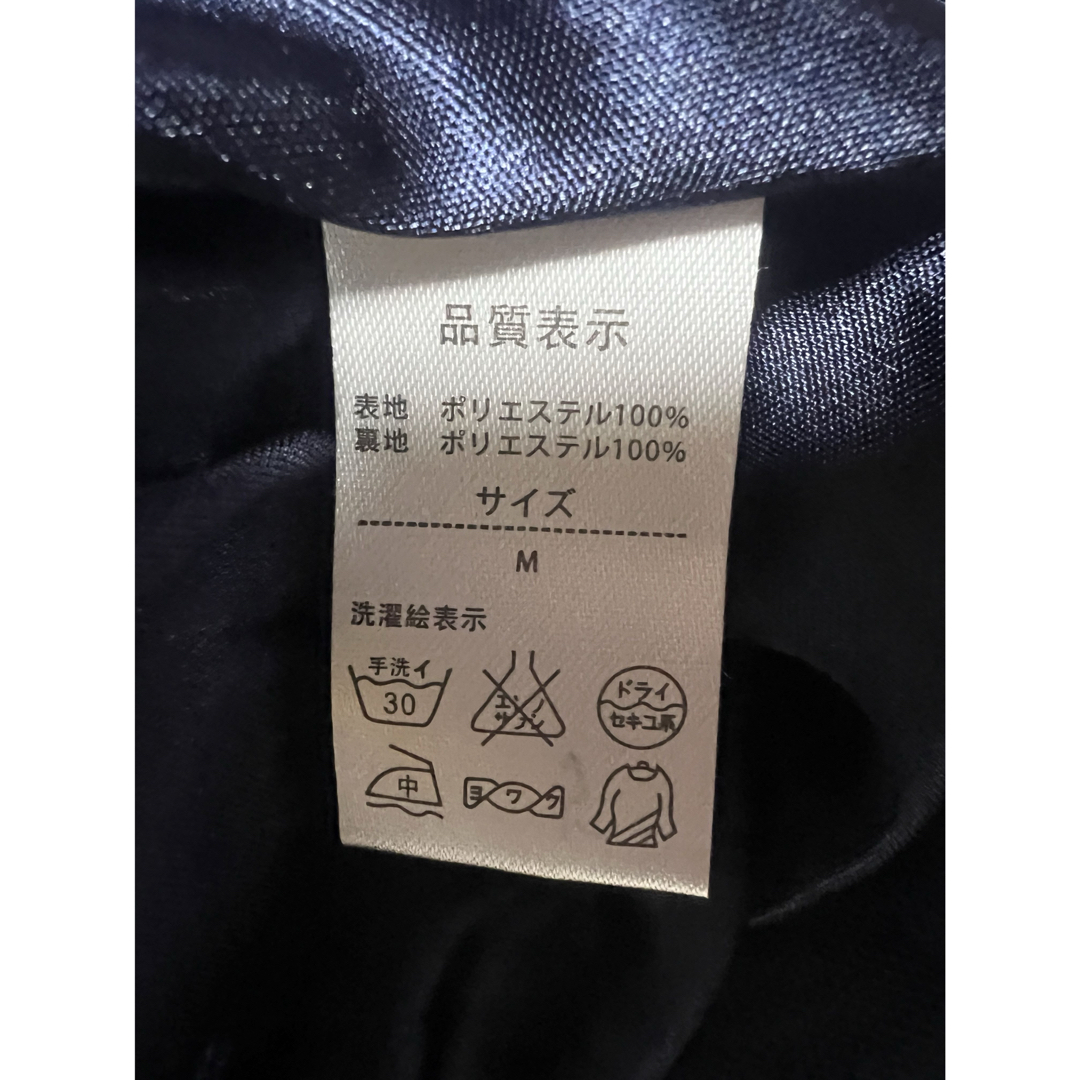 品質表示
表地 ポリエステル100%
裏地 ポリエステル100%
サイズ
M
洗濯絵表示
手洗イ
30
エンソ
サラシ
ドライ
セキユ系
中
ヨワク